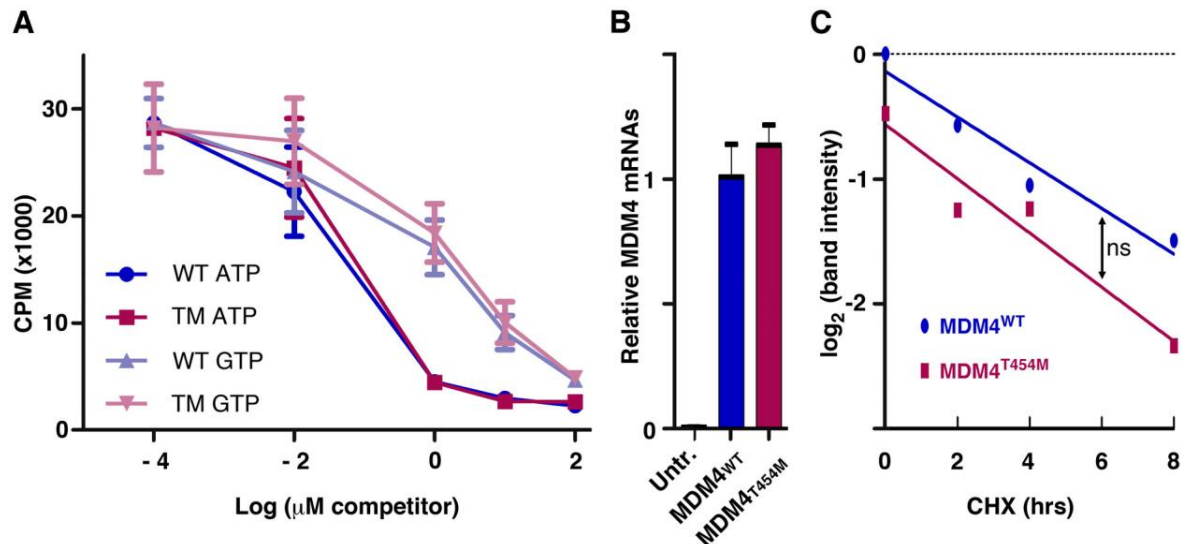 A
CPM (x1000)
30
20
10
0
WT ATP
TM ATP
WT GTP
TM GTP
- 4
- 2
0
2
Log (μM competitor)
B
Relative MDM4 mRNAs
1
0
Untr.
MDM4WT
MDM4T454M
C
log2 (band intensity)
0
-1
-2
ns
MDM4WT
MDM4T454M
0 2 4 6 8
CHX (hrs)